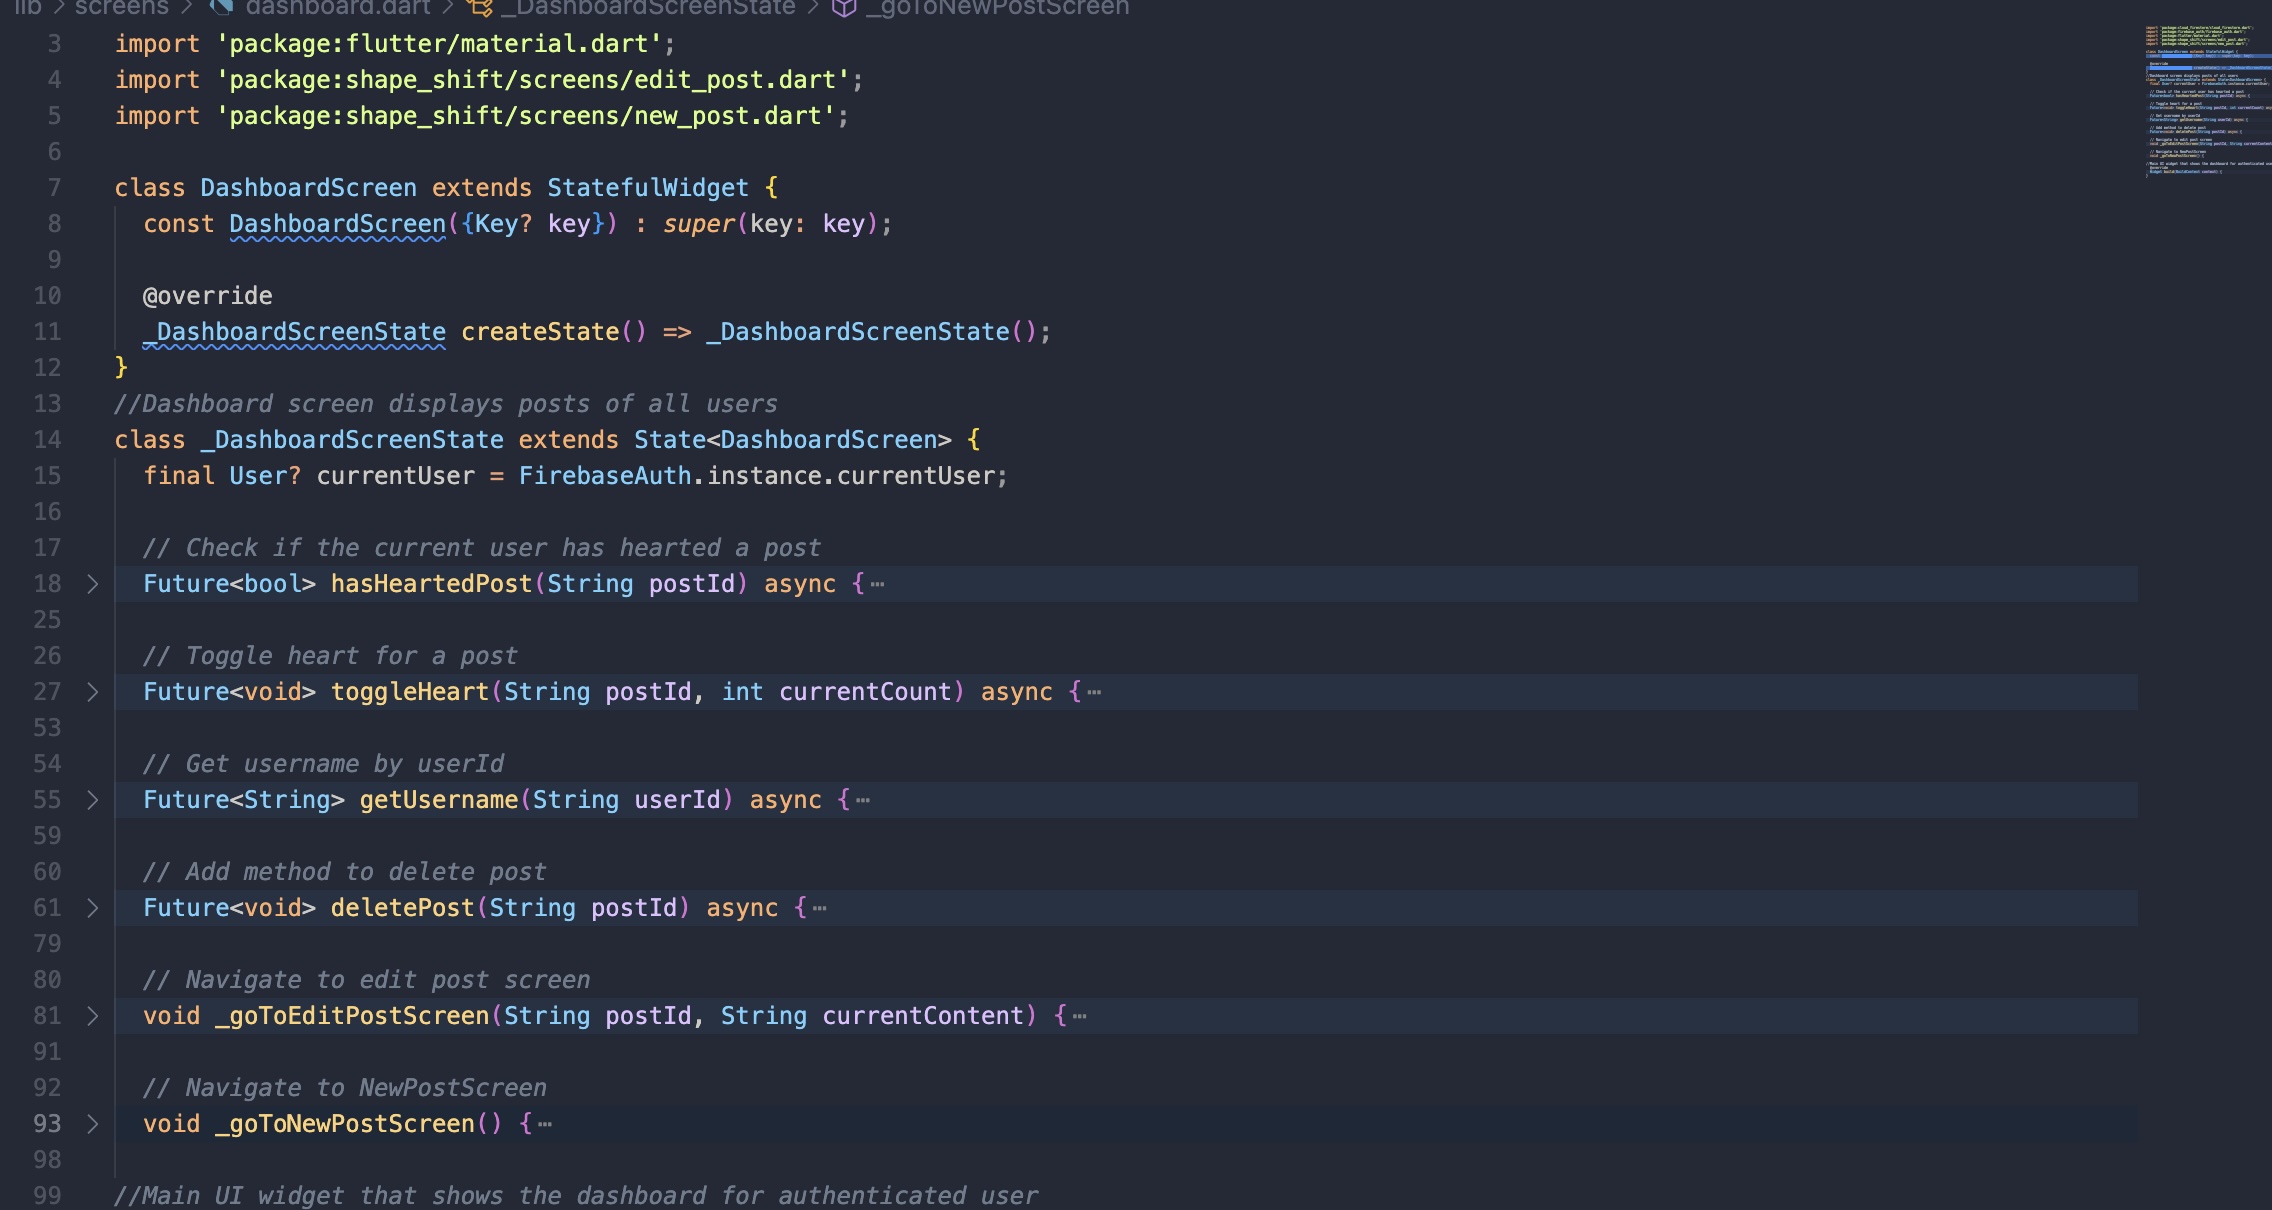 lib > screens > dashboard.dart > _DashboardScreenState > _goToNewPostScreen
3 import 'package:flutter/material.dart';
4 import 'package:shape_shift/screens/edit_post.dart';
5 import 'package:shape_shift/screens/new_post.dart';
6
7 class DashboardScreen extends StatefulWidget {
8 const DashboardScreen({Key? key}) : super(key: key);
9
10 @override
11 _DashboardScreenState createState() => _DashboardScreenState();
12 }
13 //Dashboard screen displays posts of all users
14 class _DashboardScreenState extends State<DashboardScreen> {
15 final User? currentUser = FirebaseAuth.instance.currentUser;
16
17 // Check if the current user has hearted a post
18 > Future<bool> hasHeartedPost(String postId) async {⋯
25
26 // Toggle heart for a post
27 > Future<void> toggleHeart(String postId, int currentCount) async {⋯
53
54 // Get username by userId
55 > Future<String> getUsername(String userId) async {⋯
59
60 // Add method to delete post
61 > Future<void> deletePost(String postId) async {⋯
79
80 // Navigate to edit post screen
81 > void _goToEditPostScreen(String postId, String currentContent) {⋯
91
92 // Navigate to NewPostScreen
93 > void _goToNewPostScreen() {⋯
98
99 //Main UI widget that shows the dashboard for authenticated user